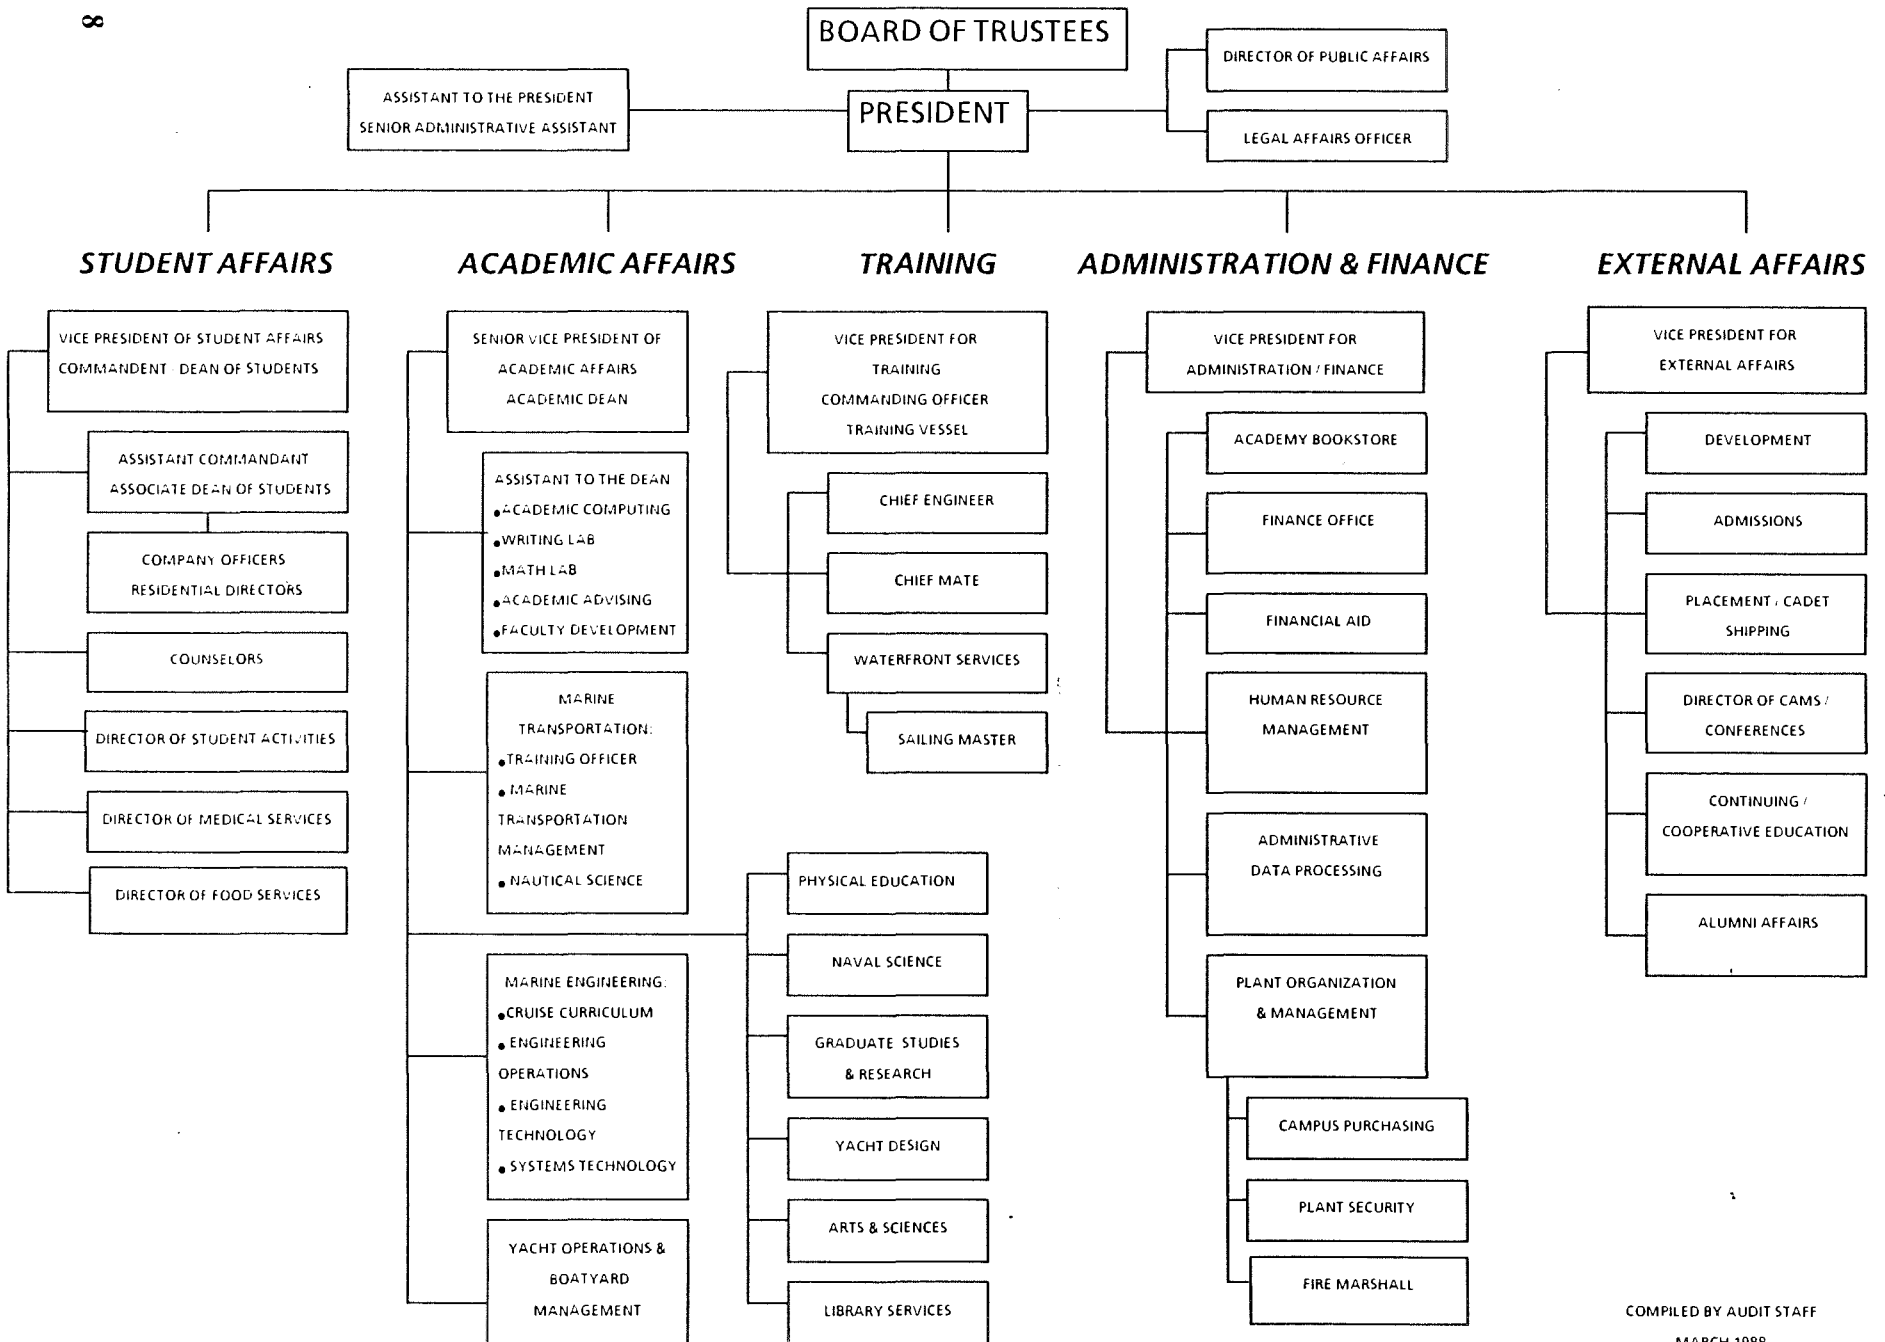 8
BOARD OF TRUSTEES
ASSISTANT TO THE PRESIDENT
SENIOR ADMINISTRATIVE ASSISTANT
PRESIDENT
DIRECTOR OF PUBLIC AFFAIRS
LEGAL AFFAIRS OFFICER
STUDENT AFFAIRS
VICE PRESIDENT OF STUDENT AFFAIRS
COMMANDENT - DEAN OF STUDENTS
ASSISTANT COMMANDANT
ASSOCIATE DEAN OF STUDENTS
COMPANY OFFICERS
RESIDENTIAL DIRECTORS
COUNSELORS
DIRECTOR OF STUDENT ACTIVITIES
DIRECTOR OF MEDICAL SERVICES
DIRECTOR OF FOOD SERVICES
ACADEMIC AFFAIRS
SENIOR VICE PRESIDENT OF
ACADEMIC AFFAIRS
ACADEMIC DEAN
ASSISTANT TO THE DEAN
•ACADEMIC COMPUTING
•WRITING LAB
•MATH LAB
•ACADEMIC ADVISING
•FACULTY DEVELOPMENT
MARINE
TRANSPORTATION:
•TRAINING OFFICER
• MARINE
TRANSPORTATION
MANAGEMENT
• NAUTICAL SCIENCE
MARINE ENGINEERING:
•CRUISE CURRICULUM
• ENGINEERING
OPERATIONS
• ENGINEERING
TECHNOLOGY
• SYSTEMS TECHNOLOGY
YACHT OPERATIONS &
BOATYARD
MANAGEMENT
PHYSICAL EDUCATION
NAVAL SCIENCE
GRADUATE STUDIES
& RESEARCH
YACHT DESIGN
ARTS & SCIENCES
LIBRARY SERVICES
TRAINING
VICE PRESIDENT FOR
TRAINING
COMMANDING OFFICER
TRAINING VESSEL
CHIEF ENGINEER
CHIEF MATE
WATERFRONT SERVICES
SAILING MASTER
ADMINISTRATION & FINANCE
VICE PRESIDENT FOR
ADMINISTRATION / FINANCE
ACADEMY BOOKSTORE
FINANCE OFFICE
FINANCIAL AID
HUMAN RESOURCE
MANAGEMENT
ADMINISTRATIVE
DATA PROCESSING
PLANT ORGANIZATION
& MANAGEMENT
CAMPUS PURCHASING
PLANT SECURITY
FIRE MARSHALL
EXTERNAL AFFAIRS
VICE PRESIDENT FOR
EXTERNAL AFFAIRS
DEVELOPMENT
ADMISSIONS
PLACEMENT / CADET
SHIPPING
DIRECTOR OF CAMS /
CONFERENCES
CONTINUING /
COOPERATIVE EDUCATION
ALUMNI AFFAIRS
COMPILED BY AUDIT STAFF
MARCH 1988